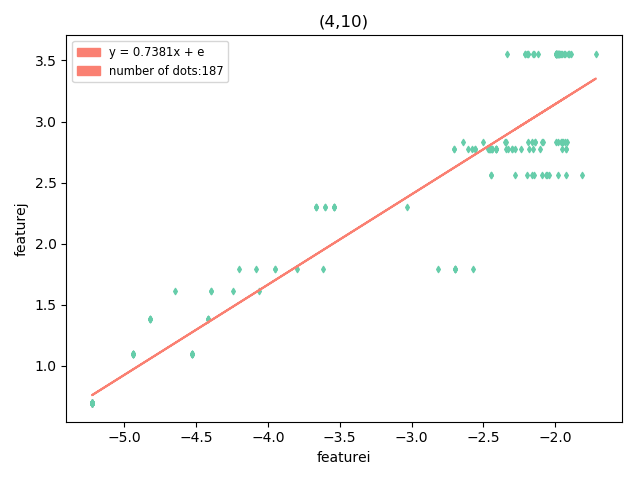 (4,10)
y = 0.7381x + e
number of dots:187
3.5
3.0
2.5
2.0
1.5
1.0
featurej
−5.0 −4.5 −4.0 −3.5 −3.0 −2.5 −2.0
featurei